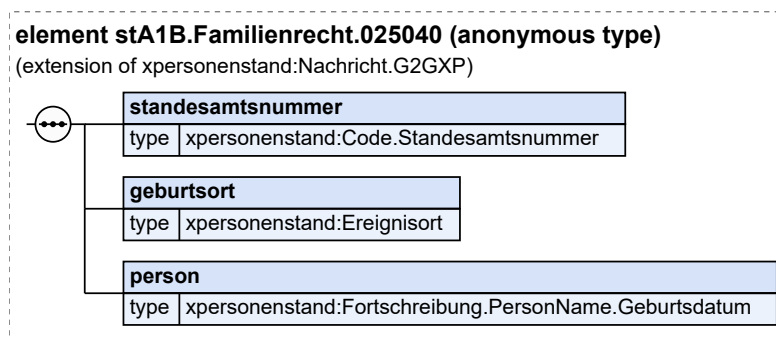 element stA1B.Familienrecht.025040 (anonymous type)
(extension of xpersonenstand:Nachricht.G2GXP)
standesamtsnummer
type xpersonenstand:Code.Standesamtsnummer
geburtsort
type xpersonenstand:Ereignisort
person
type xpersonenstand:Fortschreibung.PersonName.Geburtsdatum